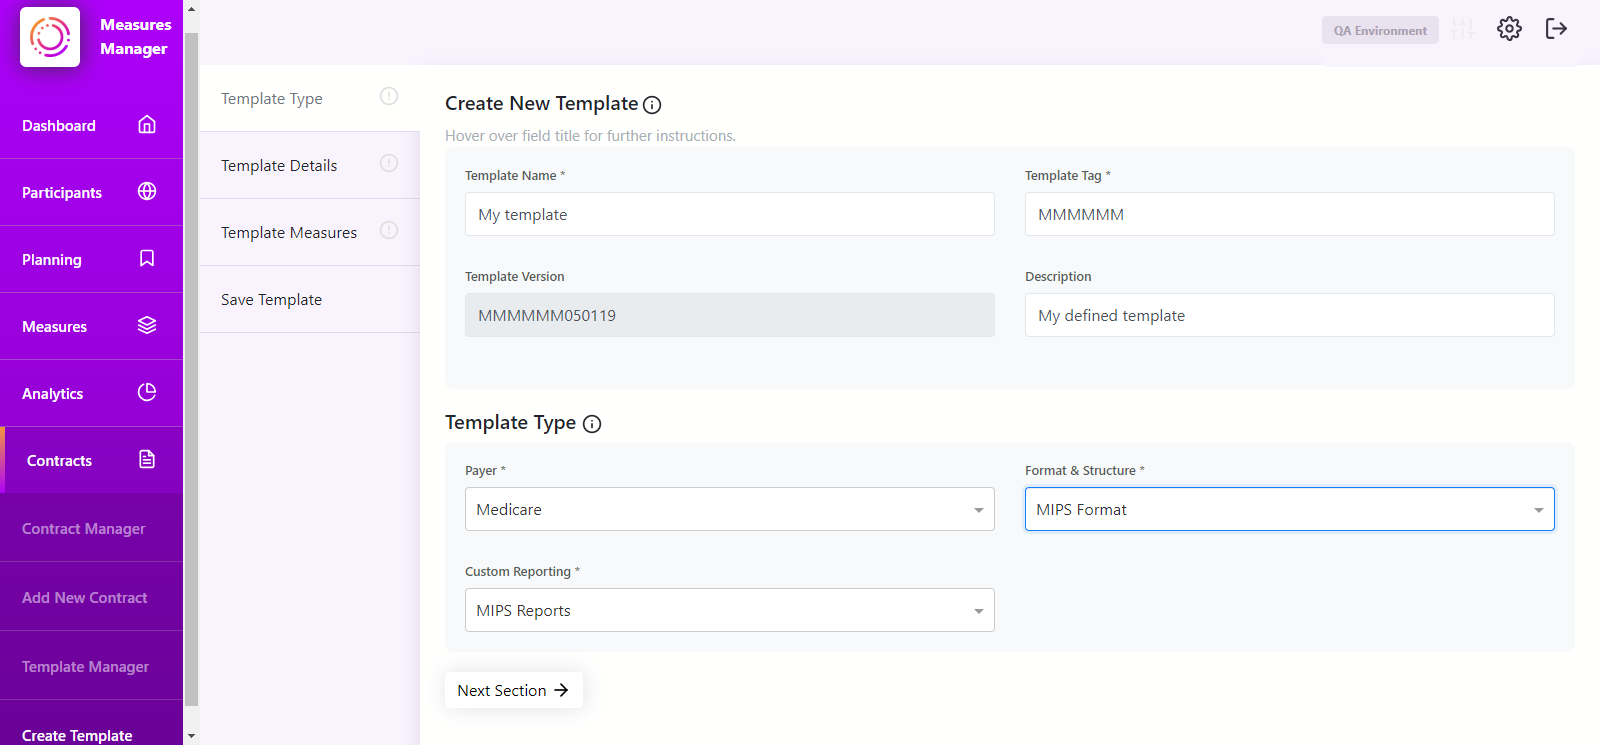 Measures
Manager
QA Environment
Dashboard
Participants
Planning
Measures
Analytics
Contracts
Contract Manager
Add New Contract
Template Manager
Create Template
Template Type
Template Details
Template Measures
Save Template
Create New Template
Hover over field title for further instructions.
Template Name *
My template
Template Tag *
MMMMMM
Template Version
MMMMMM050119
Description
My defined template
Template Type
Payer *
Medicare
Format & Structure *
MIPS Format
Custom Reporting *
MIPS Reports
Next Section